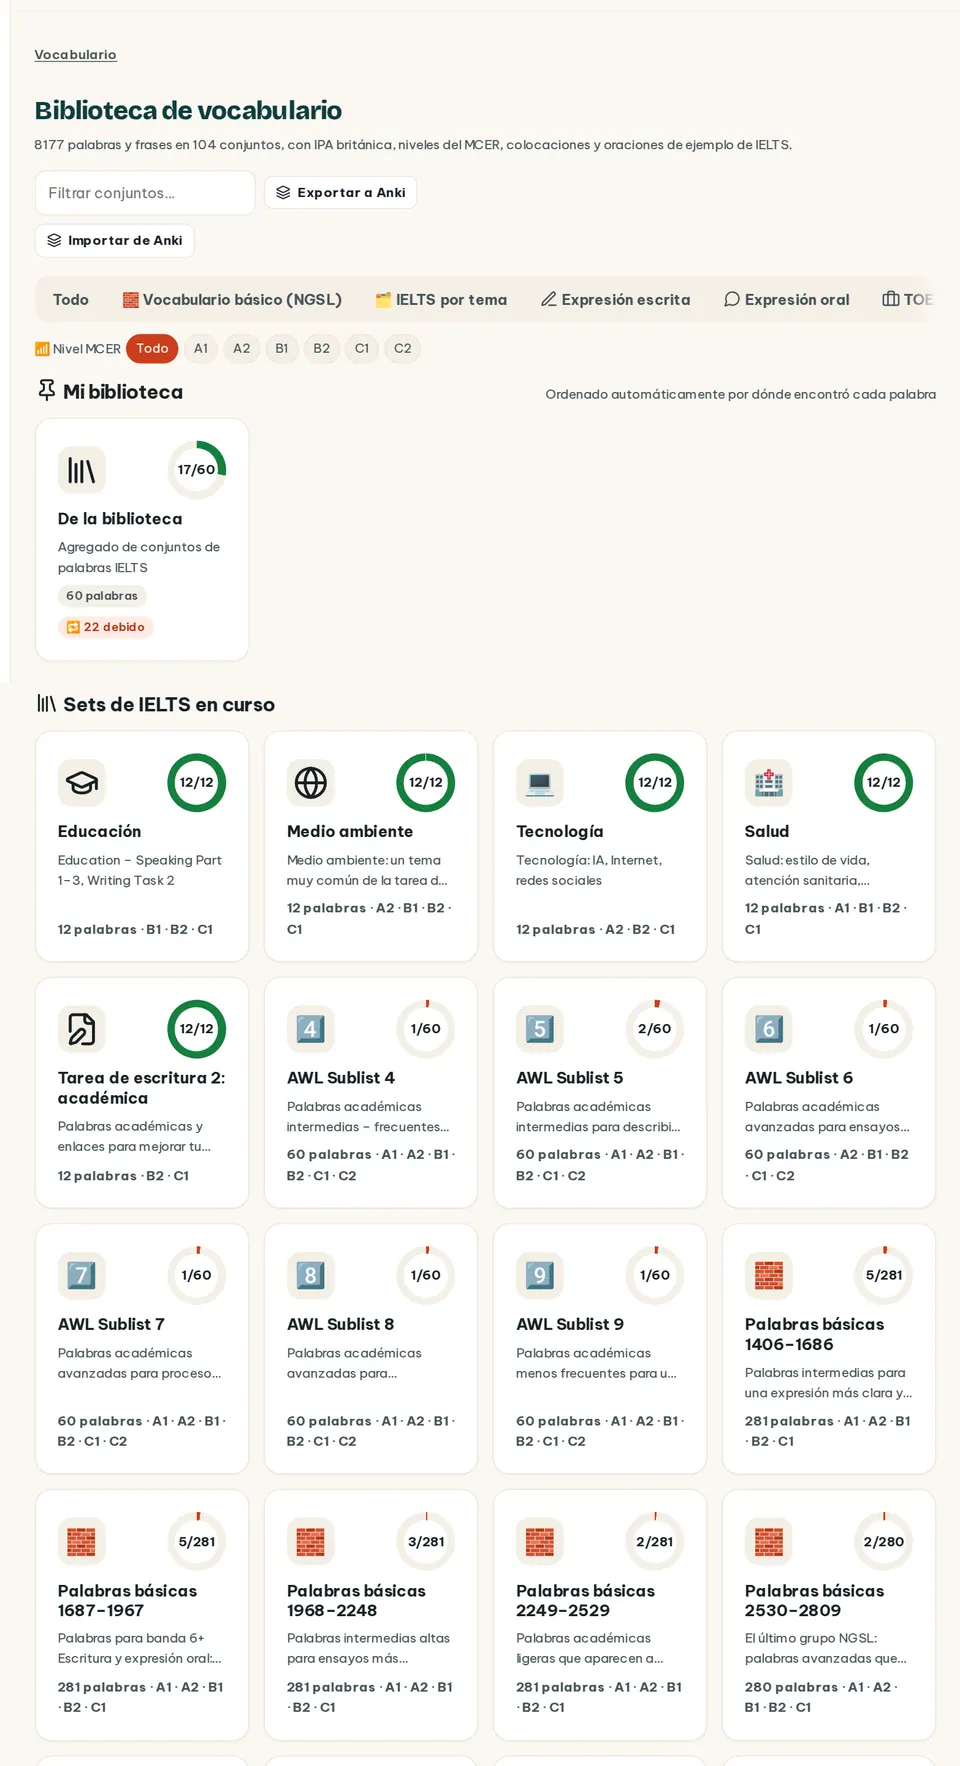 Vocabulario
Biblioteca de vocabulario
8177 palabras y frases en 104 conjuntos, con IPA británica, niveles del MCER, colocaciones y oraciones de ejemplo de IELTS.
Filtrar conjuntos...
Exportar a Anki
Importar de Anki
Todo Vocabulario básico (NGSL) IELTS por tema Expresión escrita Expresión oral TOE
Nivel MCER Todo A1 A2 B1 B2 C1 C2
Mi biblioteca
Ordenado automáticamente por dónde encontró cada palabra
17/60
De la biblioteca
Agregado de conjuntos de
palabras IELTS
60 palabras
22 debido
Sets de IELTS en curso
12/12
Educación
Education – Speaking Part
1–3, Writing Task 2
12 palabras · B1 · B2 · C1
12/12
Medio ambiente
Medio ambiente: un tema
muy común de la tarea d...
12 palabras · A2 · B1 · B2 ·
C1
12/12
Tecnología
Tecnología: IA, Internet,
redes sociales
12 palabras · A2 · B2 · C1
12/12
Salud
Salud: estilo de vida,
atención sanitaria,...
12 palabras · A1 · B1 · B2 ·
C1
12/12
Tarea de escritura 2:
académica
Palabras académicas y
enlaces para mejorar tu...
12 palabras · B2 · C1
4
1/60
AWL Sublist 4
Palabras académicas
intermedias – frecuentes...
60 palabras · A1 · A2 · B1 ·
B2 · C1 · C2
5
2/60
AWL Sublist 5
Palabras académicas
intermedias para describi...
60 palabras · A1 · A2 · B1 ·
B2 · C1 · C2
6
1/60
AWL Sublist 6
Palabras académicas
avanzadas para ensayos...
60 palabras · A2 · B1 · B2
· C1 · C2
7
1/60
AWL Sublist 7
Palabras académicas
avanzadas para proceso...
60 palabras · A1 · A2 · B1 ·
B2 · C1 · C2
8
1/60
AWL Sublist 8
Palabras académicas
avanzadas para...
60 palabras · A1 · A2 · B1 ·
B2 · C1 · C2
9
1/60
AWL Sublist 9
Palabras académicas
menos frecuentes para u...
60 palabras · A1 · A2 · B1 ·
B2 · C1 · C2
5/281
Palabras básicas
1406–1686
Palabras intermedias para
una expresión más clara y...
281 palabras · A1 · A2 · B1
· B2 · C1
5/281
Palabras básicas
1687–1967
Palabras para banda 6+
Escritura y expresión oral:...
281 palabras · A1 · A2 · B1
· B2 · C1
3/281
Palabras básicas
1968–2248
Palabras intermedias altas
para ensayos más...
281 palabras · A1 · A2 · B1
· B2 · C1
2/281
Palabras básicas
2249–2529
Palabras académicas
ligeras que aparecen a...
281 palabras · A1 · A2 · B1
· B2 · C1
2/280
Palabras básicas
2530–2809
El último grupo NGSL:
palabras avanzadas que...
280 palabras · A1 · A2 ·
B1 · B2 · C1